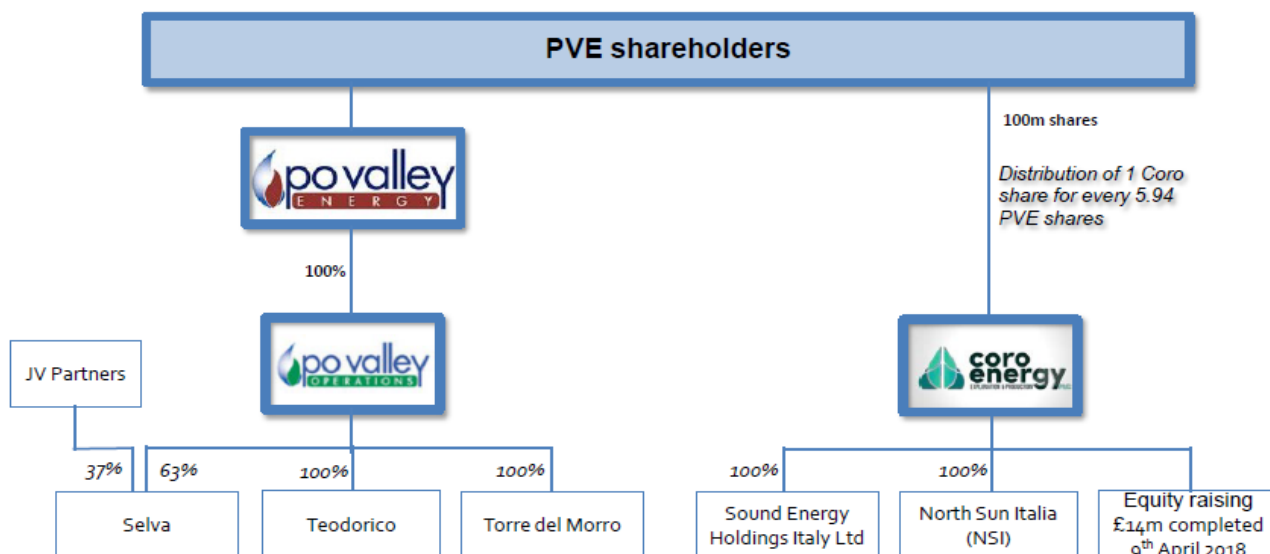 PVE shareholders
po valley
ENERGY
100m shares
Distribution of 1 Coro
share for every 5.94
PVE shares
100%
JV Partners
po valley
OPERATIONS
coro
energy
EXPLORATION & PRODUCTION
37%
63%
100%
100%
100%
100%
Selva
Teodorico
Torre del Morro
Sound Energy
Holdings Italy Ltd
North Sun Italia
(NSI)
Equity raising
£14m completed
9th April 2018